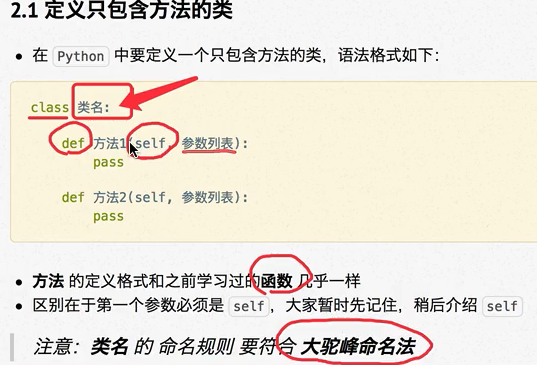 2.1 定义只包含方法的类
在 Python 中要定义一个只包含方法的类，语法格式如下：
class 类名:
def 方法1(self, 参数列表):
pass
def 方法2(self, 参数列表):
pass
方法 的定义格式和之前学习过的函数 几乎一样
区别在于第一个参数必须是 self，大家暂时先记住，稍后介绍 self
注意：类名 的 命名规则 要符合 大驼峰命名法